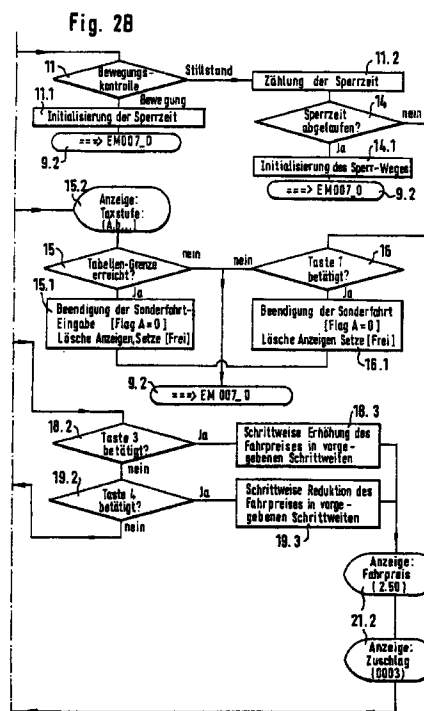 Fig. 2B
11
Bewegungs-
kontrolle
Stillstand
11.2
Zählung der Sperrzeit
11.1
Bewegung
Initialisierung der Sperrzeit
===> EM007_0
9.2
14
Sperrzeit
abgelaufen?
nein
Ja
14.1
Initialisierung des Sperr-Weges
===> EM007_0
9.2
15.2
Anzeige:
Taxstufe:
(A,b...)
15
Tabellen-Grenze
erreicht?
nein
nein
Taste 7
betätigt?
16
15.1
Ja
Beendigung der Sonderfahrt-
Eingabe [Flag A=0]
Lösche Anzeigen, Setze [Frei]
Ja
Beendigung der Sonderfahrt
[Flag A=0]
Lösche Anzeigen, Setze [Frei]
16.1
9.2
===> EM 007_0
18.2
Taste 3
betätigt?
Ja
18.3
Schrittweise Erhöhung des
Fahrpreises in vorge-
gebenen Schrittweiten
nein
19.2
Taste 4
betätigt?
Ja
Schrittweise Reduktion des
Fahrpreises in vorge-
gebenen Schrittweiten
nein
19.3
Anzeige:
Fahrpreis
(2.50)
21.2
Anzeige:
Zuschlag
(0003)